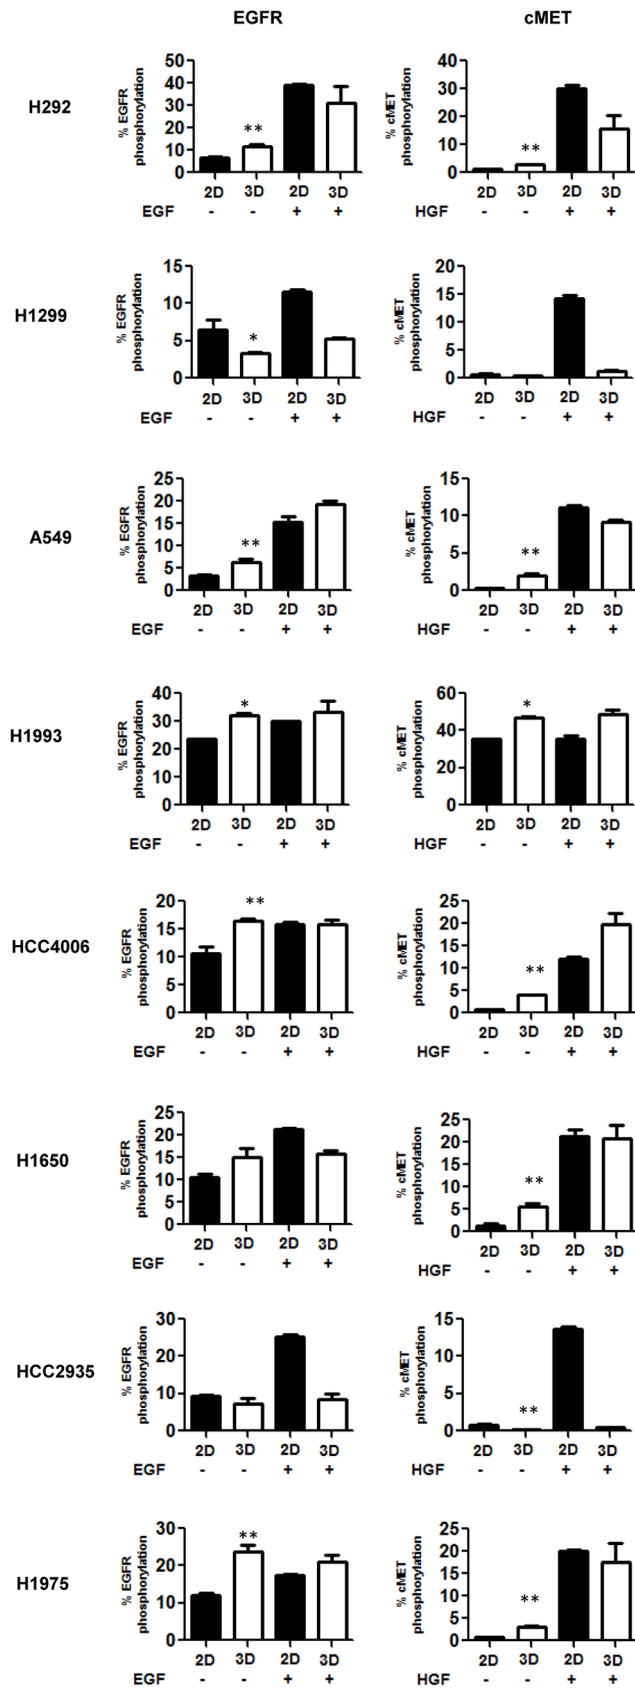 EGFR cMET
H292
% EGFR
phosphorylation
50
40
30
20
10
0
**
2D 3D 2D 3D
EGF - - + +
% cMET
phosphorylation
40
30
20
10
0
**
2D 3D 2D 3D
HGF - - + +
H1299
% EGFR
phosphorylation
15
10
5
0
*
2D 3D 2D 3D
EGF - - + +
% cMET
phosphorylation
20
15
10
5
0
2D 3D 2D 3D
HGF - - + +
A549
% EGFR
phosphorylation
25
20
15
10
5
0
**
2D 3D 2D 3D
EGF - - + +
% cMET
phosphorylation
15
10
5
0
**
2D 3D 2D 3D
HGF - - + +
H1993
% EGFR
phosphorylation
40
30
20
10
0
*
2D 3D 2D 3D
EGF - - + +
% cMET
phosphorylation
60
40
20
0
*
2D 3D 2D 3D
HGF - - + +
HCC4006
% EGFR
phosphorylation
20
15
10
5
0
**
2D 3D 2D 3D
EGF - - + +
% cMET
phosphorylation
25
20
15
10
5
0
**
2D 3D 2D 3D
HGF - - + +
H1650
% EGFR
phosphorylation
25
20
15
10
5
0
2D 3D 2D 3D
EGF - - + +
% cMET
phosphorylation
25
20
15
10
5
0
**
2D 3D 2D 3D
HGF - - + +
HCC2935
% EGFR
phosphorylation
30
20
10
0
2D 3D 2D 3D
EGF - - + +
% cMET
phosphorylation
15
10
5
0
**
2D 3D 2D 3D
HGF - - + +
H1975
% EGFR
phosphorylation
30
20
10
0
**
2D 3D 2D 3D
EGF - - + +
% cMET
phosphorylation
25
20
15
10
5
0
**
2D 3D 2D 3D
HGF - - + +